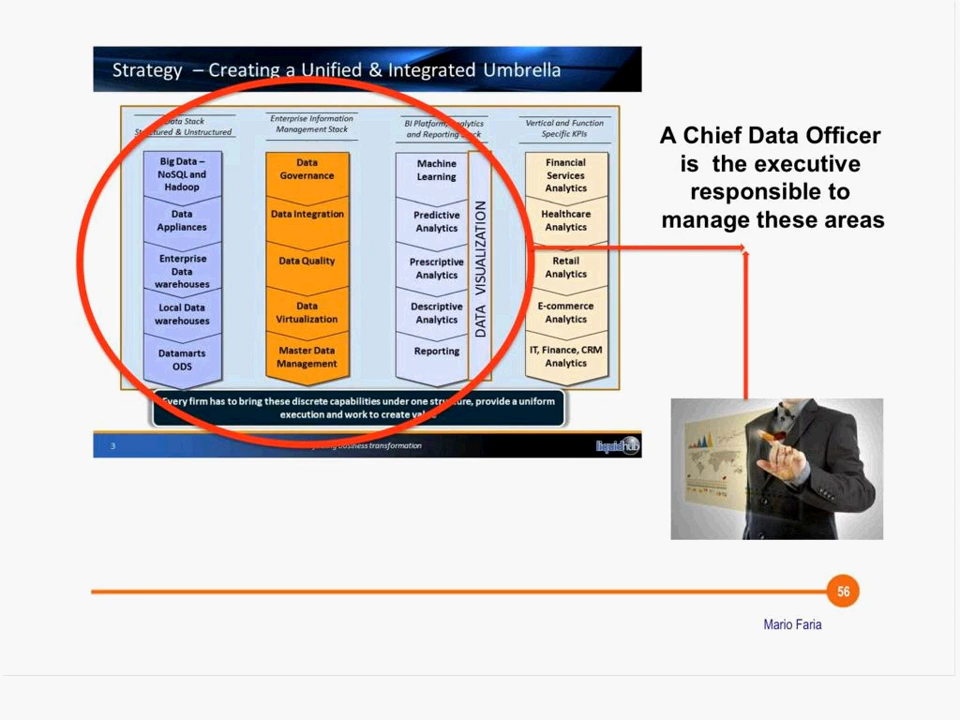 Strategy – Creating a Unified & Integrated Umbrella
Data Stack
Structured & Unstructured
Enterprise Information
Management Stack
BI Platform, Analytics
and Reporting Stack
Vertical and Function
Specific KPIs
Big Data –
NoSQL and
Hadoop
Data
Appliances
Enterprise
Data
warehouses
Local Data
warehouses
Datamarts
ODS
Data
Governance
Data Integration
Data Quality
Data
Virtualization
Master Data
Management
Machine
Learning
Predictive
Analytics
Prescriptive
Analytics
Descriptive
Analytics
Reporting
DATA VISUALIZATION
Financial
Services
Analytics
Healthcare
Analytics
Retail
Analytics
E-commerce
Analytics
IT, Finance, CRM
Analytics
Every firm has to bring these discrete capabilities under one structure, provide a uniform
execution and work to create value
3
business transformation
liquidhub
A Chief Data Officer
is the executive
responsible to
manage these areas
56
Mario Faria